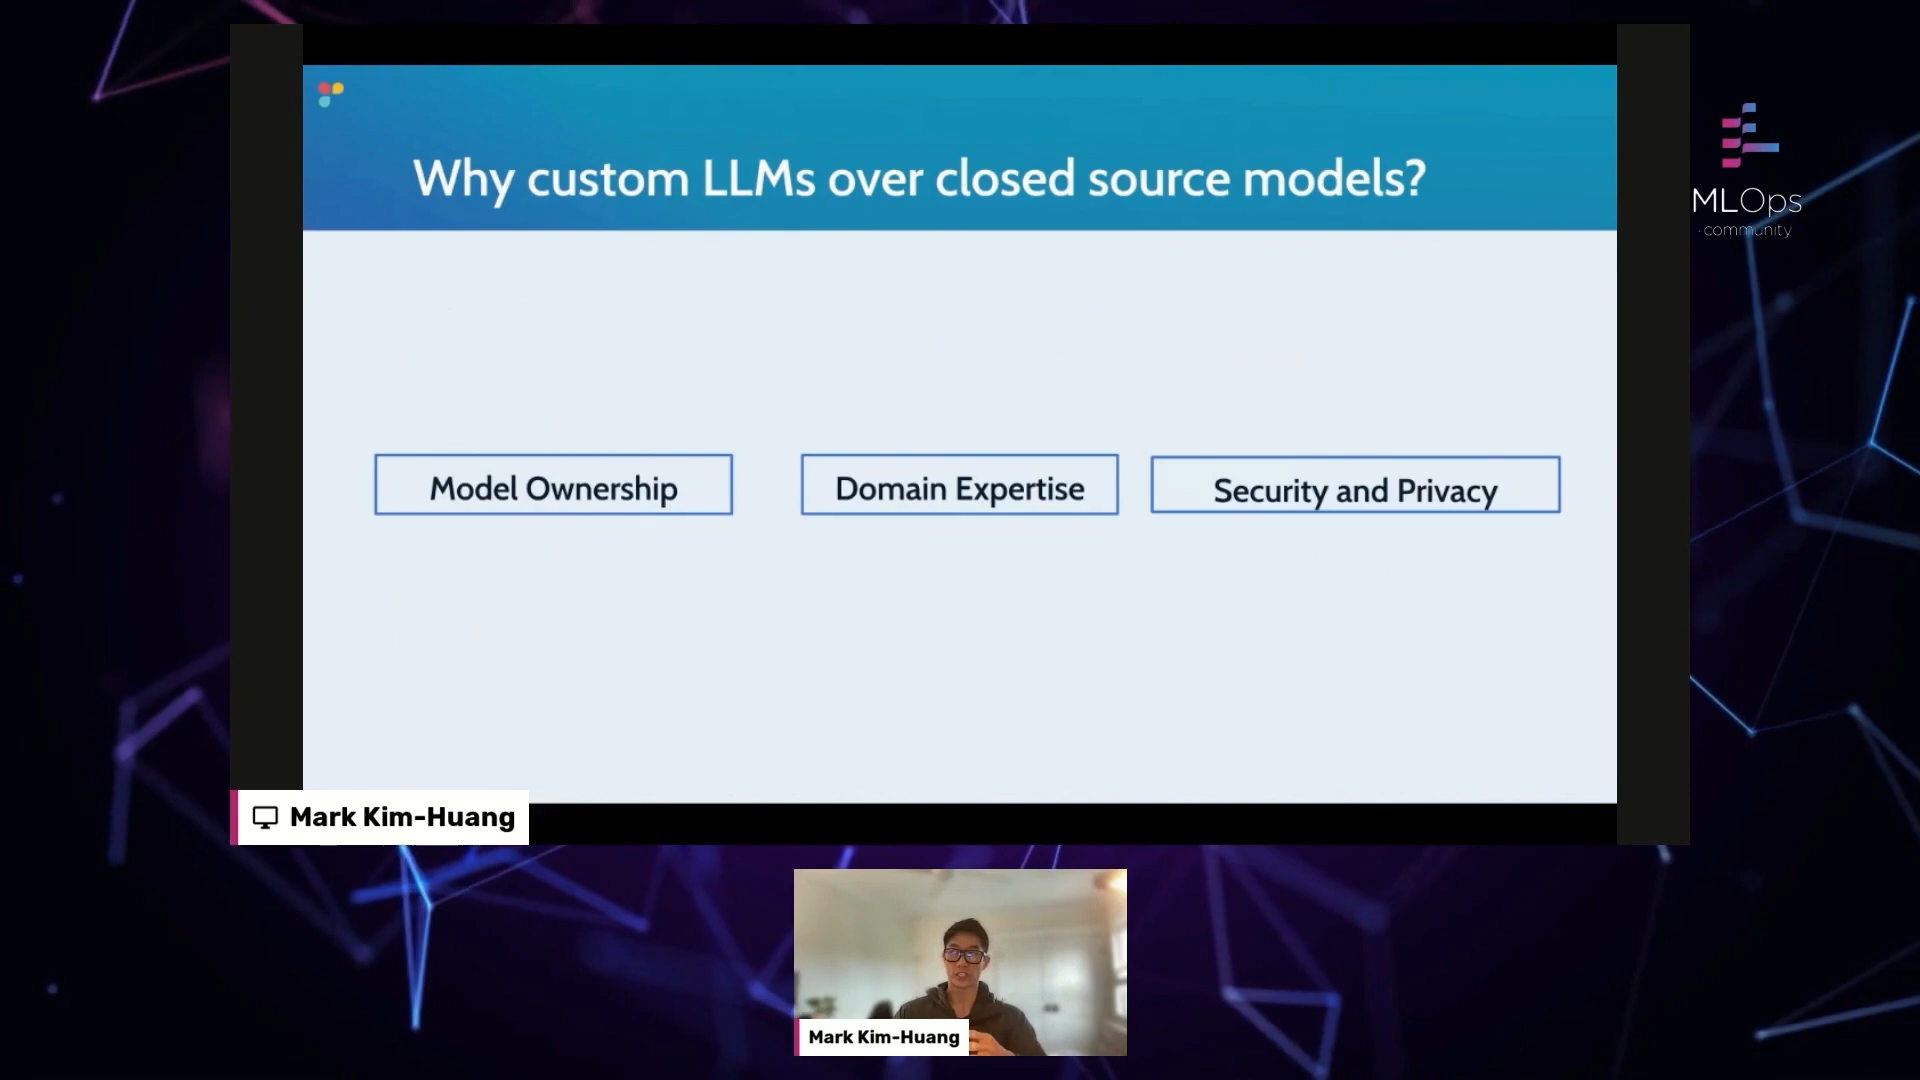 Why custom LLMs over closed source models?
MLOps
community
Model Ownership
Domain Expertise
Security and Privacy
Mark Kim-Huang
Mark Kim-Huang